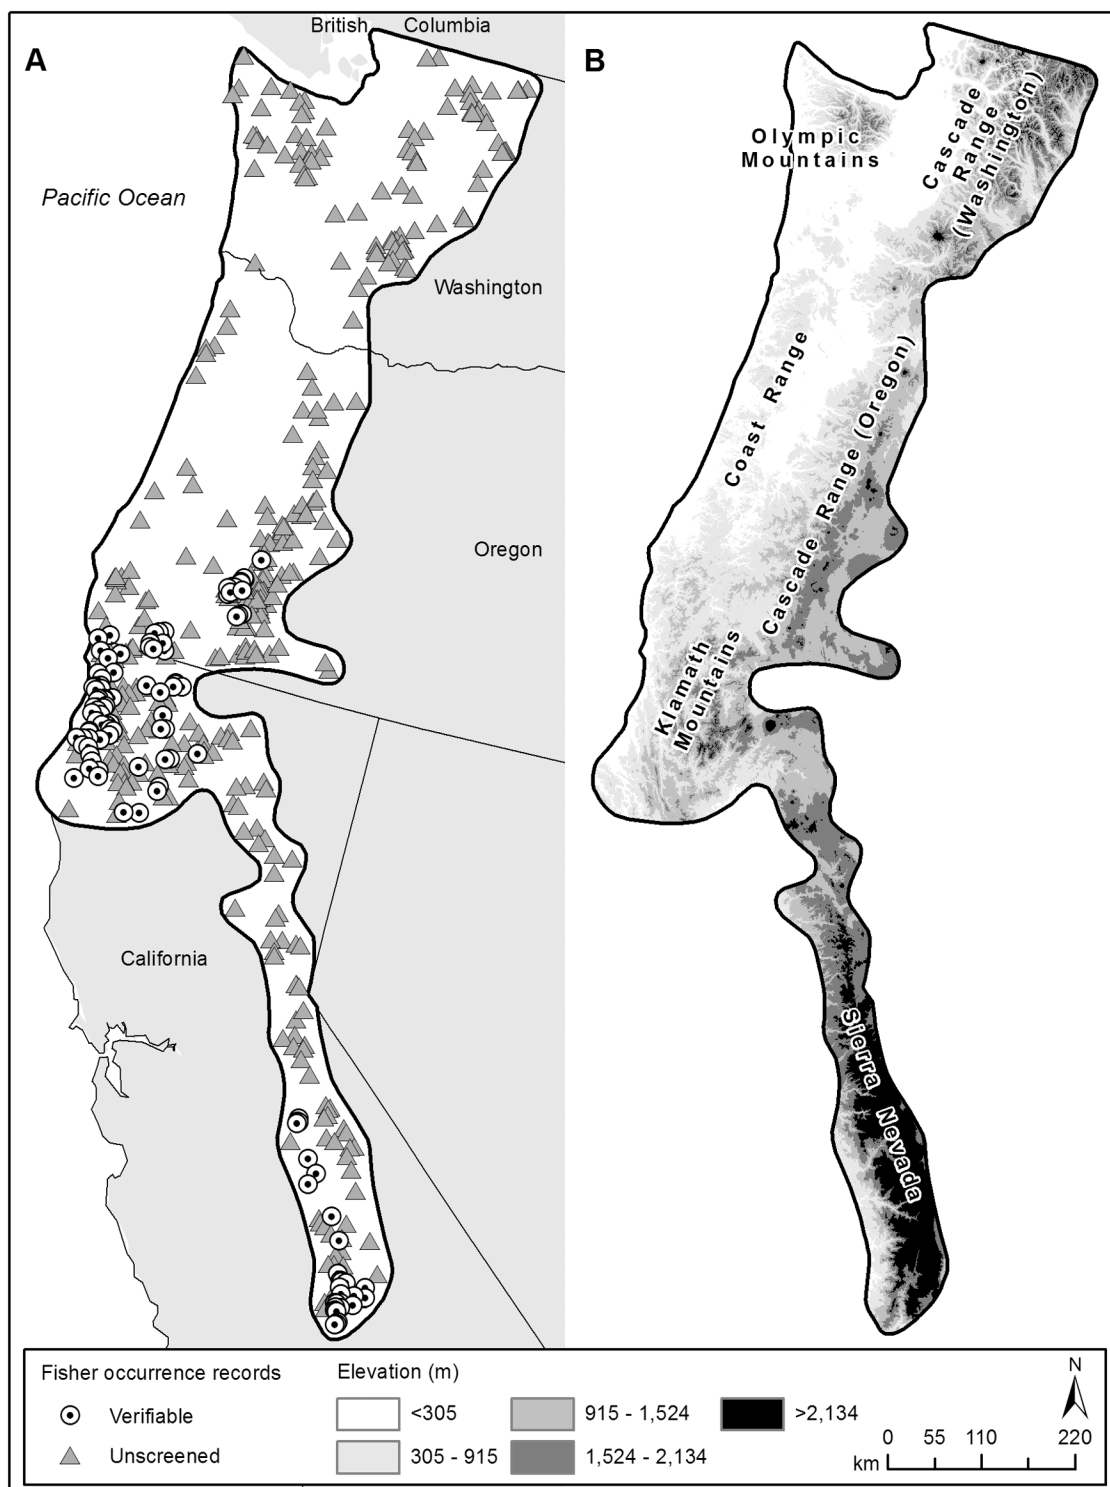 British Columbia
A
B
Pacific Ocean
Washington
Oregon
California
Olympic
Mountains
Cascade
Range
(Washington)
Coast Range
Cascade Range (Oregon)
Klamath
Mountains
Sierra Nevada
Fisher occurrence records
Verifiable
Unscreened
Elevation (m)
<305
305 - 915
915 - 1,524
1,524 - 2,134
>2,134
N
0 55 110 220
km